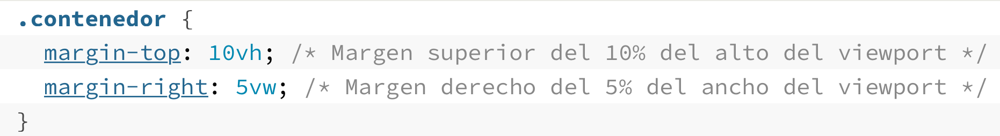 .contenedor {
  margin-top: 10vh; /* Margen superior del 10% del alto del viewport */
  margin-right: 5vw; /* Margen derecho del 5% del ancho del viewport */
}